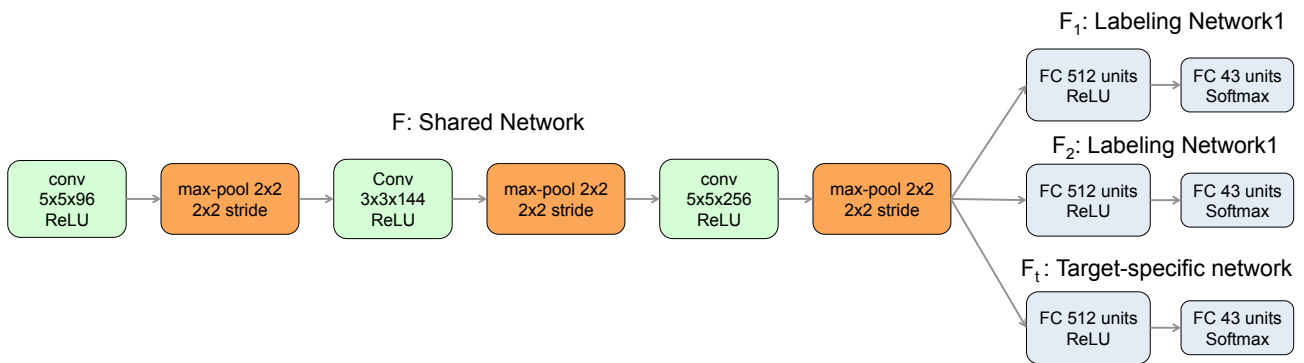 F: Shared Network
conv
5x5x96
ReLU
max-pool 2x2
2x2 stride
Conv
3x3x144
ReLU
max-pool 2x2
2x2 stride
conv
5x5x256
ReLU
max-pool 2x2
2x2 stride
F₁: Labeling Network1
FC 512 units
ReLU
FC 43 units
Softmax
F₂: Labeling Network1
FC 512 units
ReLU
FC 43 units
Softmax
Fₜ : Target-specific network
FC 512 units
ReLU
FC 43 units
Softmax